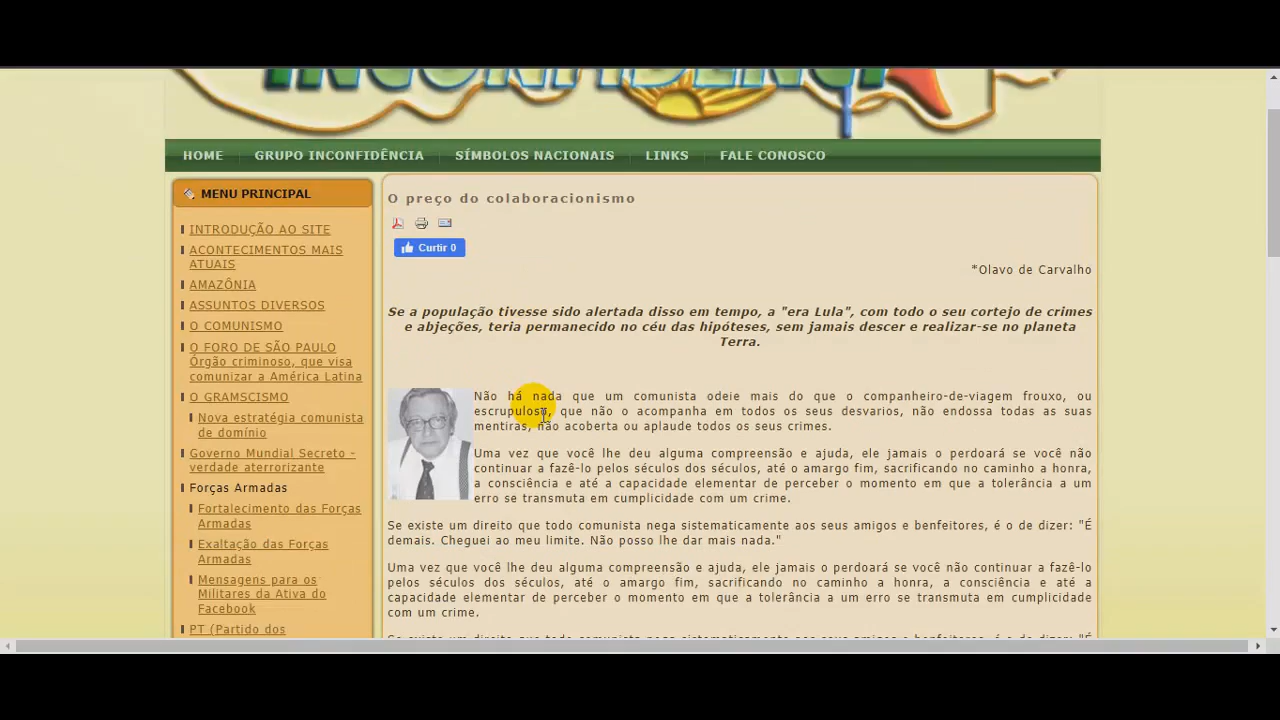 HOME GRUPO INCONFIDÊNCIA SÍMBOLOS NACIONAIS LINKS FALE CONOSCO
MENU PRINCIPAL
INTRODUÇÃO AO SITE
ACONTECIMENTOS MAIS
ATUAIS
AMAZÔNIA
ASSUNTOS DIVERSOS
O COMUNISMO
O FORO DE SÃO PAULO
Órgão criminoso, que visa
comunizar a América Latina
O GRAMSCISMO
Nova estratégia comunista
de domínio
Governo Mundial Secreto -
verdade aterrorizante
Forças Armadas
Fortalecimento das Forças
Armadas
Exaltação das Forças
Armadas
Mensagens para os
Militares da Ativa do
Facebook
PT (Partido dos
O preço do colaboracionismo
Curtir 0
*Olavo de Carvalho
Se a população tivesse sido alertada disso em tempo, a "era Lula", com todo o seu cortejo de crimes
e abjeções, teria permanecido no céu das hipóteses, sem jamais descer e realizar-se no planeta
Terra.
Não há nada que um comunista odeie mais do que o companheiro-de-viagem frouxo, ou
escrupuloso, que não o acompanha em todos os seus desvarios, não endossa todas as suas
mentiras, não acoberta ou aplaude todos os seus crimes.
Uma vez que você lhe deu alguma compreensão e ajuda, ele jamais o perdoará se você não
continuar a fazê-lo pelos séculos dos séculos, até o amargo fim, sacrificando no caminho a honra,
a consciência e até a capacidade elementar de perceber o momento em que a tolerância a um
erro se transmuta em cumplicidade com um crime.
Se existe um direito que todo comunista nega sistematicamente aos seus amigos e benfeitores, é o de dizer: "É
demais. Cheguei ao meu limite. Não posso lhe dar mais nada."
Uma vez que você lhe deu alguma compreensão e ajuda, ele jamais o perdoará se você não continuar a fazê-lo
pelos séculos dos séculos, até o amargo fim, sacrificando no caminho a honra, a consciência e até a
capacidade elementar de perceber o momento em que a tolerância a um erro se transmuta em cumplicidade
com um crime.